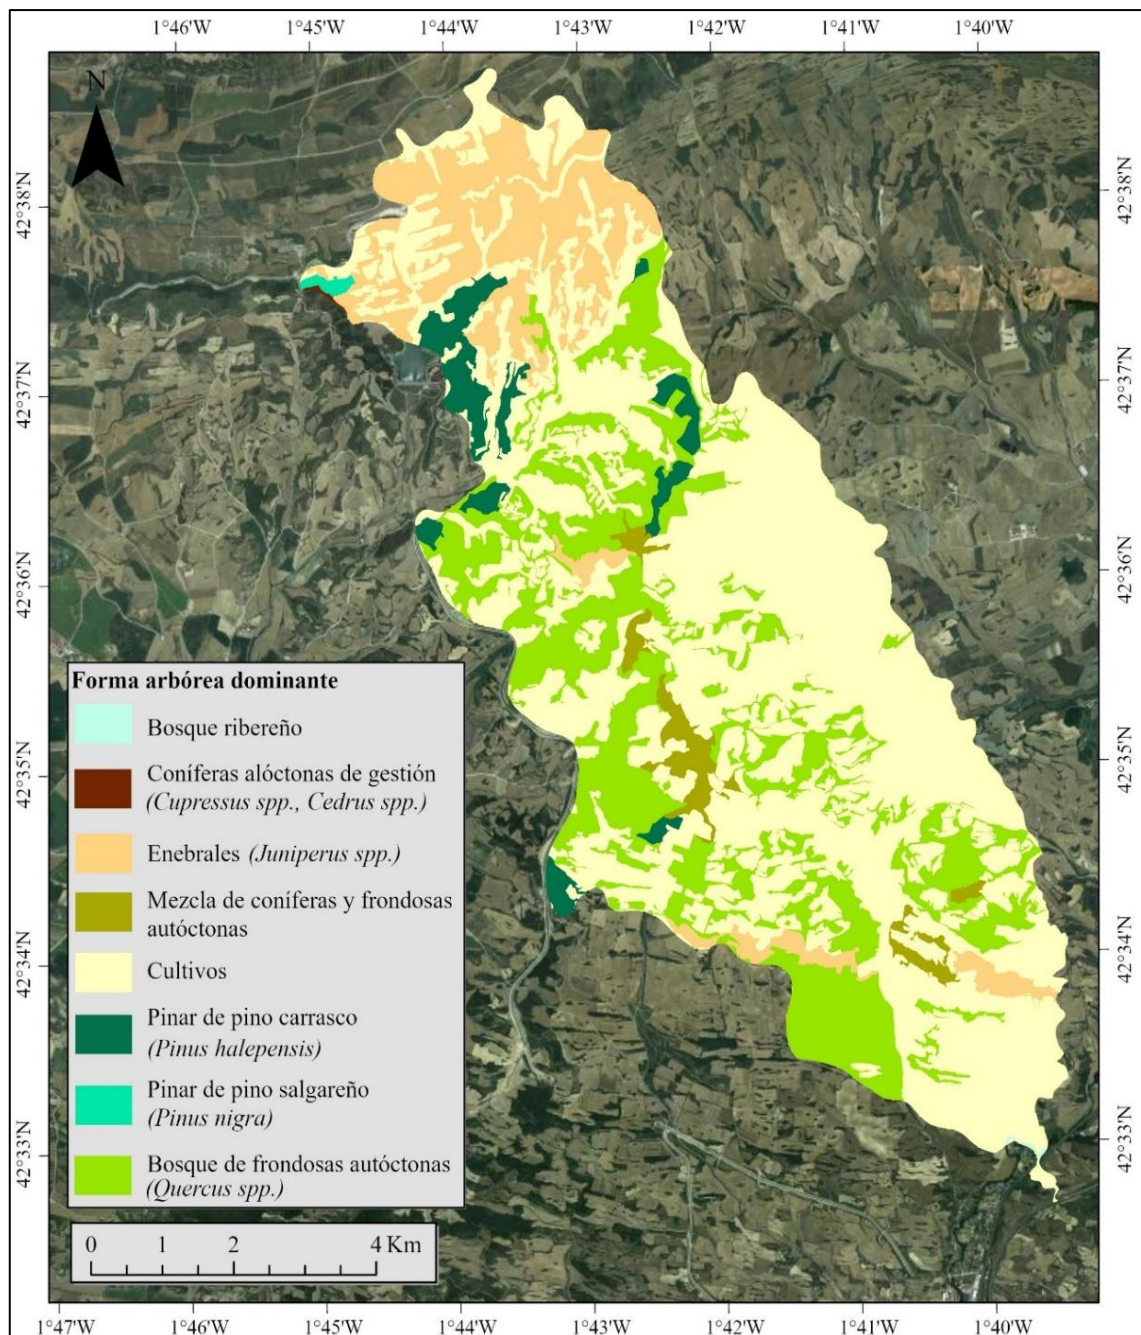 1°46'W 1°45'W 1°44'W 1°43'W 1°42'W 1°41'W 1°40'W
N
42°38'N 42°38'N
42°37'N 42°37'N
42°36'N 42°36'N
42°35'N 42°35'N
42°34'N 42°34'N
42°33'N 42°33'N
Forma arbórea dominante
Bosque ribereño
Coníferas alóctonas de gestión
(Cupressus spp., Cedrus spp.)
Enebrales (Juniperus spp.)
Mezcla de coníferas y frondosas
autóctonas
Cultivos
Pinar de pino carrasco
(Pinus halepensis)
Pinar de pino salgareño
(Pinus nigra)
Bosque de frondosas autóctonas
(Quercus spp.)
0 1 2 4 Km
1°47'W 1°46'W 1°45'W 1°44'W 1°43'W 1°42'W 1°41'W 1°40'W